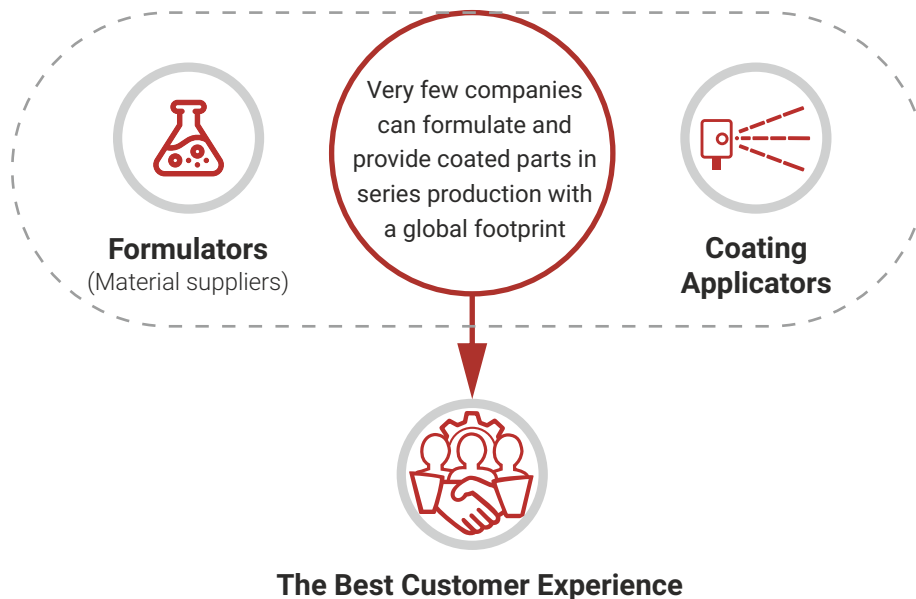 Very few companies
can formulate and
provide coated parts in
series production with
a global footprint
Formulators
(Material suppliers)
Coating
Applicators
The Best Customer Experience